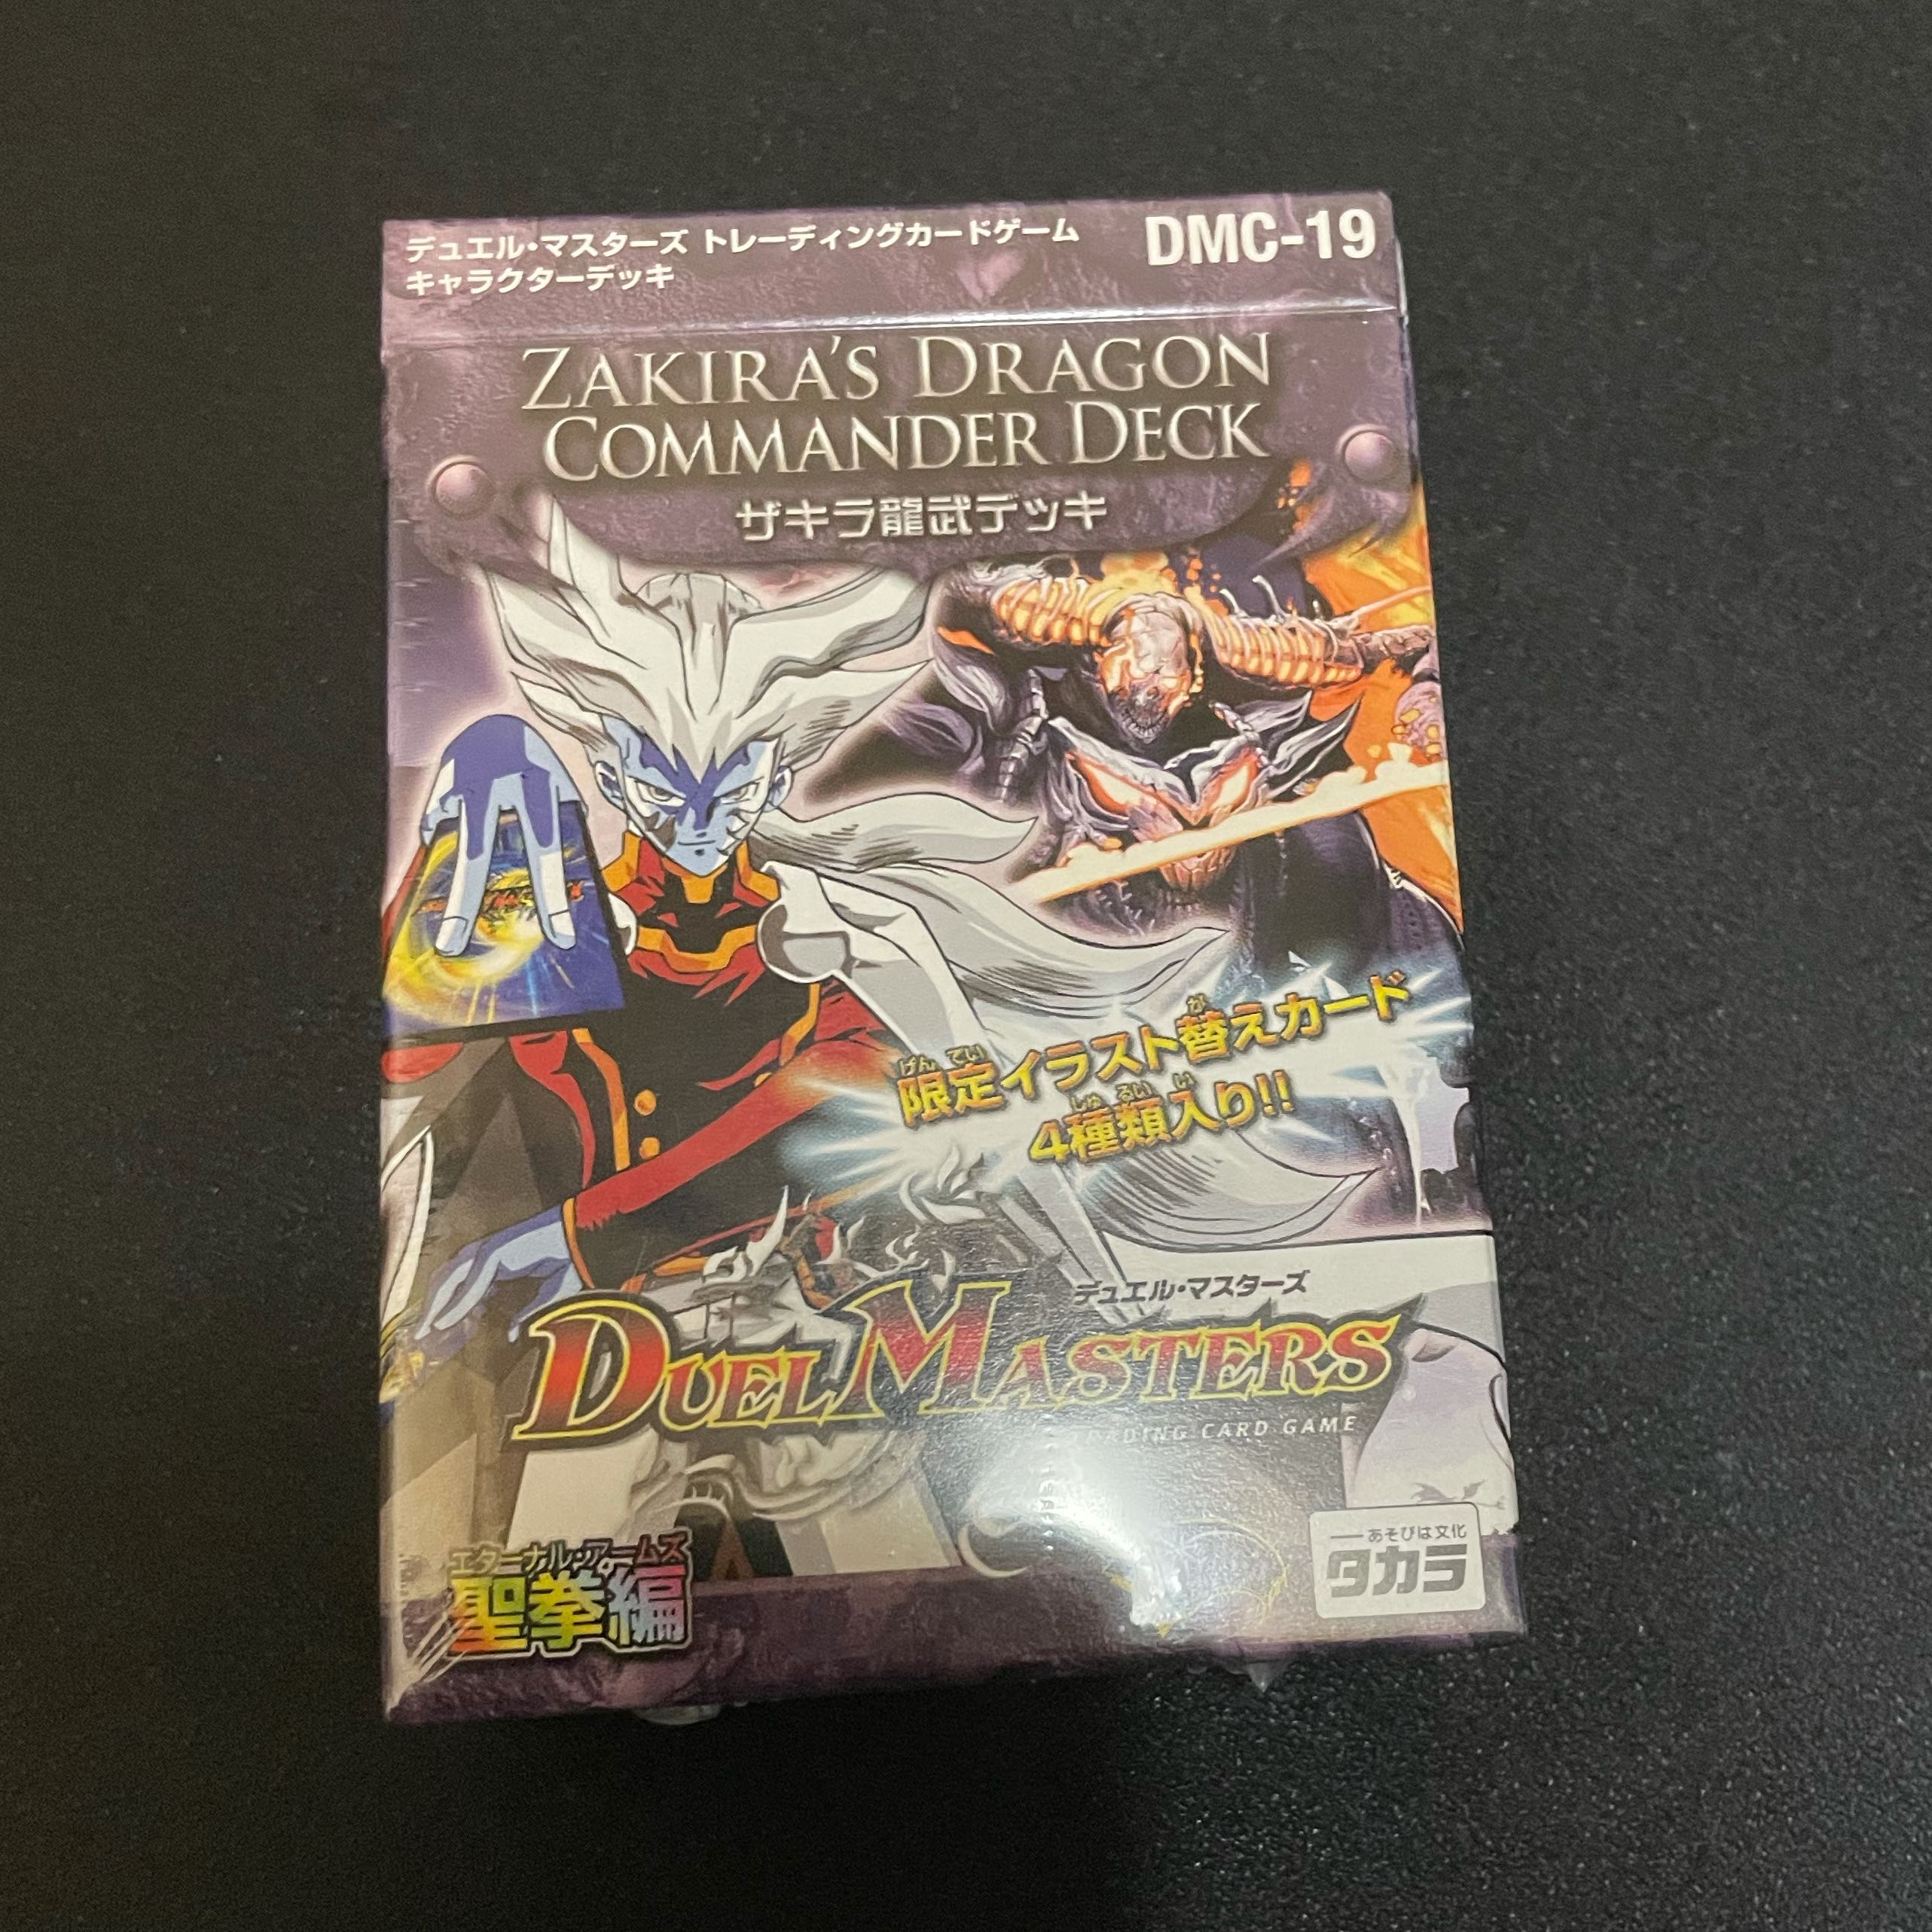 デュエル・マスターズ トレーディングカードゲーム
キャラクターデッキ
DMC-19
ZAKIRA'S DRAGON
COMMANDER DECK
ザキラ龍武デッキ
限定イラスト替えカード
4種類入り!!
デュエル・マスターズ
DUEL MASTERS
TRADING CARD GAME
エターナル・アームズ
聖拳編
あそびは文化
タカラ